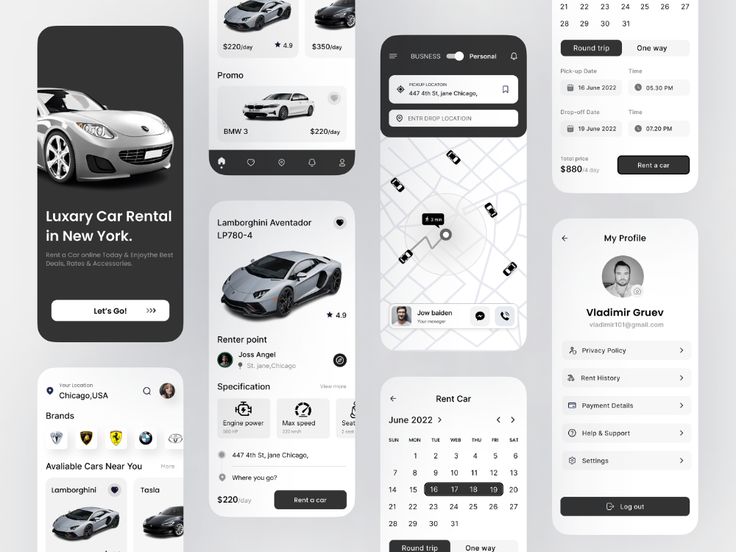 Luxary Car Rental
in New York.
Rent a Car online Today & Enjoythe Best
Deals, Rates & Accessories.
Let's Go!
Your Location
Chicago,USA
Brands
Avaliable Cars Near You
More
Lamborghini
Tasla
$220/day
4.9
$350/day
Promo
BMW 3
$220/day
Lamborghini Aventador
LP780-4
4.9
Renter point
Joss Angel
St. jane,Chicago
Specification
View more
Engine power
Max speed
Seat
447 4th St, jane Chicago,
Where you go?
$220/day
Rent a car
BUSNESS
Personal
PICKUP LOCATION
447 4th St, jane Chicago,
ENTR DROP LOCATION
2 min
Jow baiden
Your meneger
Rent Car
June 2022
SUN MON TUE WED THU FRI SAT
1 2 3 4 5 6
7 8 9 10 11 12 13
14 15 16 17 18 19 20
21 22 23 24 25 26 27
28 29 30 31
Round trip
One way
21 22 23 24 25 26 27
28 29 30 31
Round trip
One way
Pick-up Date
Time
16 June 2022
05.30 PM
Drop-off Date
Time
19 June 2022
07.20 PM
Total price
$880/4 day
Rent a car
My Profile
Vladimir Gruev
vladimir101@gmail.com
Privacy Policy
Rent History
Payment Details
Help & Support
Settings
Log out